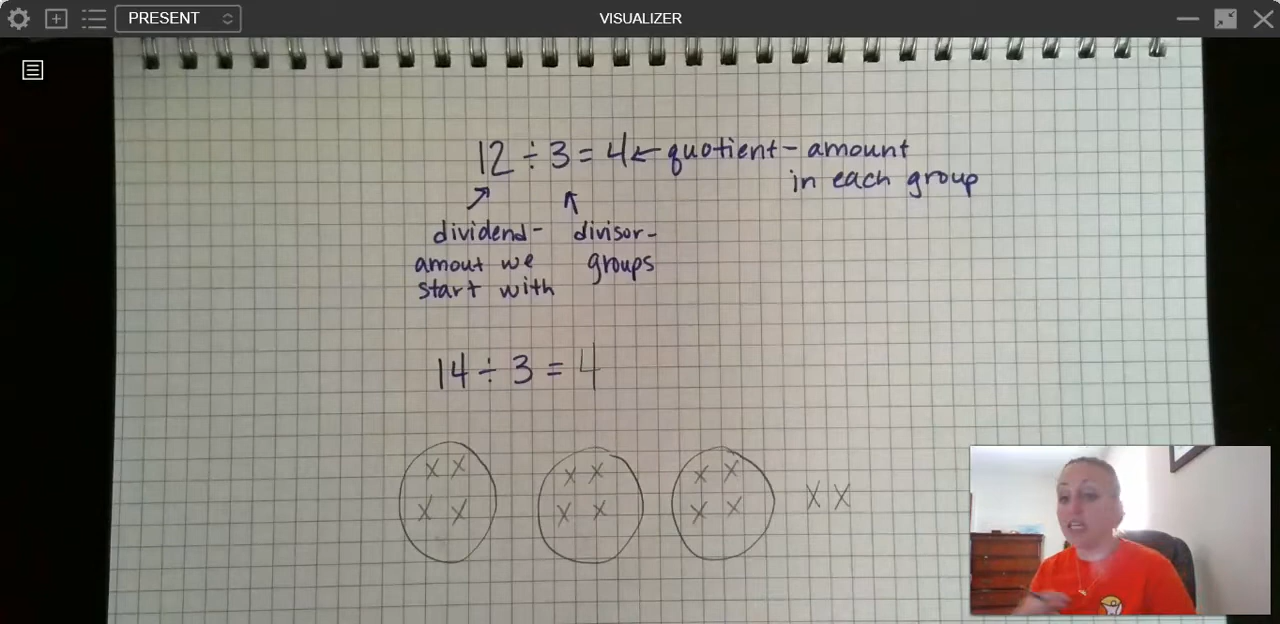 PRESENT
VISUALIZER
12 ÷ 3 = 4 ← quotient - amount
in each group
dividend - divisor -
amout we groups
start with
14 ÷ 3 = 4
X X X X X X
X X X X X X X X